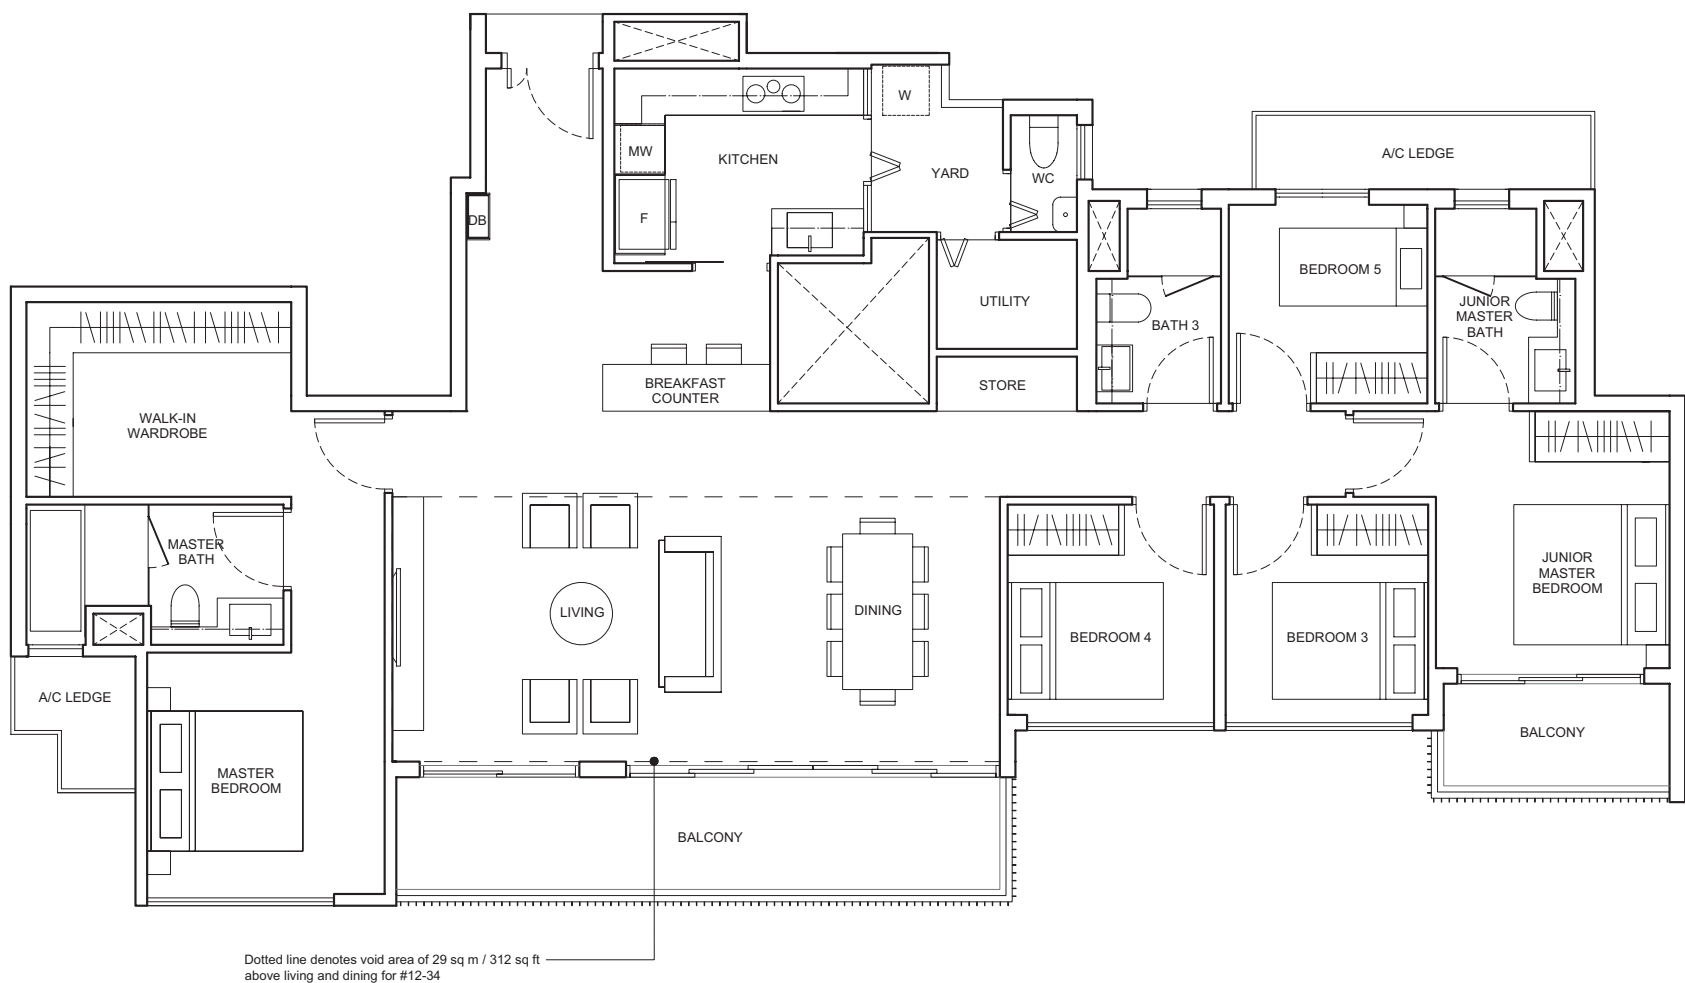 W
A/C LEDGE
MW
KITCHEN
YARD
WC
F
DB
BEDROOM 5
UTILITY
BATH 3
JUNIOR
MASTER
BATH
STORE
BREAKFAST
COUNTER
WALK-IN
WARDROBE
MASTER
BATH
LIVING
DINING
JUNIOR
MASTER
BEDROOM
BEDROOM 4
BEDROOM 3
A/C LEDGE
BALCONY
MASTER
BEDROOM
BALCONY
Dotted line denotes void area of 29 sq m / 312 sq ft
above living and dining for #12-34